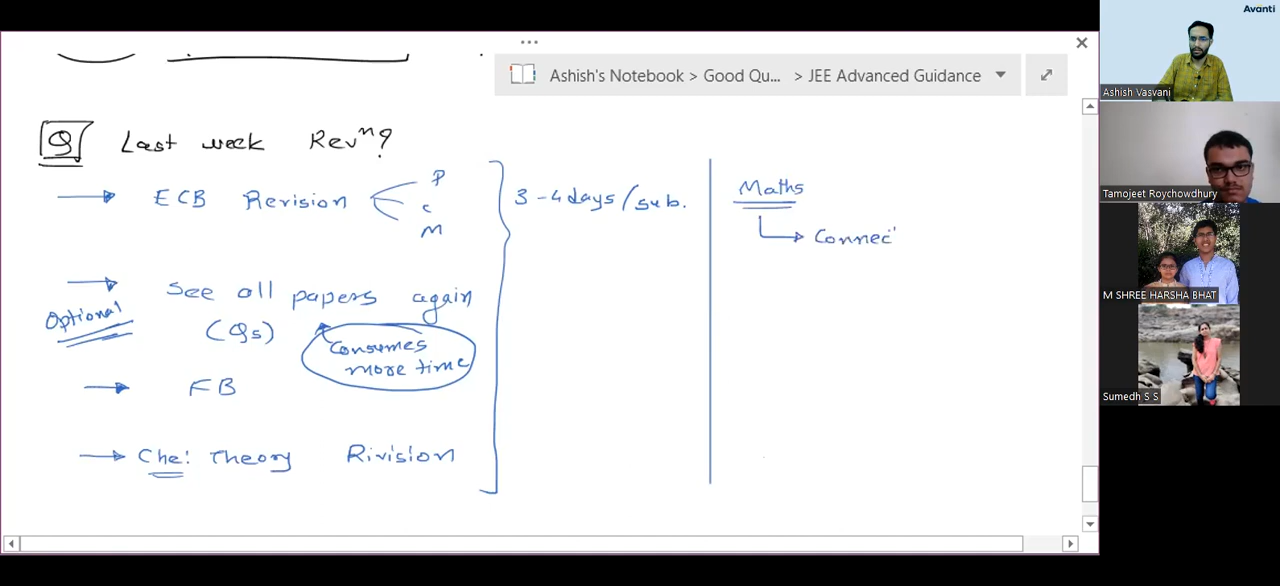 Avanti
Ashish's Notebook > Good Qu... > JEE Advanced Guidance
Ashish Vasvani
Tamojeet Roychowdhury
M SHREE HARSHA BHAT
Sumedh S S
Q Last week Revⁿ?
ECB Revision
P
C
M
3-4 days/sub.
See all papers again
Optional
(Qs)
Consumes
more time
FB
Che: Theory Rivision
Maths
Connec